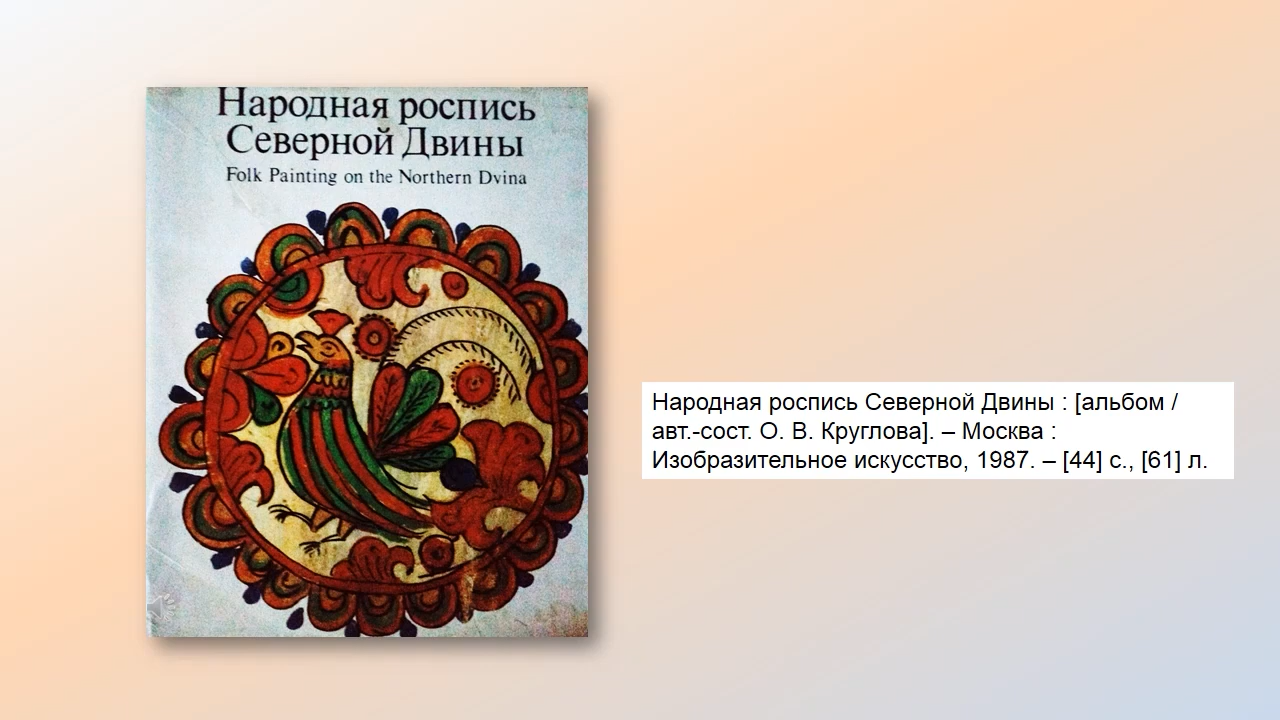 Народная роспись
Северной Двины
Folk Painting on the Northern Dvina
Народная роспись Северной Двины : [альбом /
авт.-сост. О. В. Круглова]. – Москва :
Изобразительное искусство, 1987. – [44] с., [61] л.